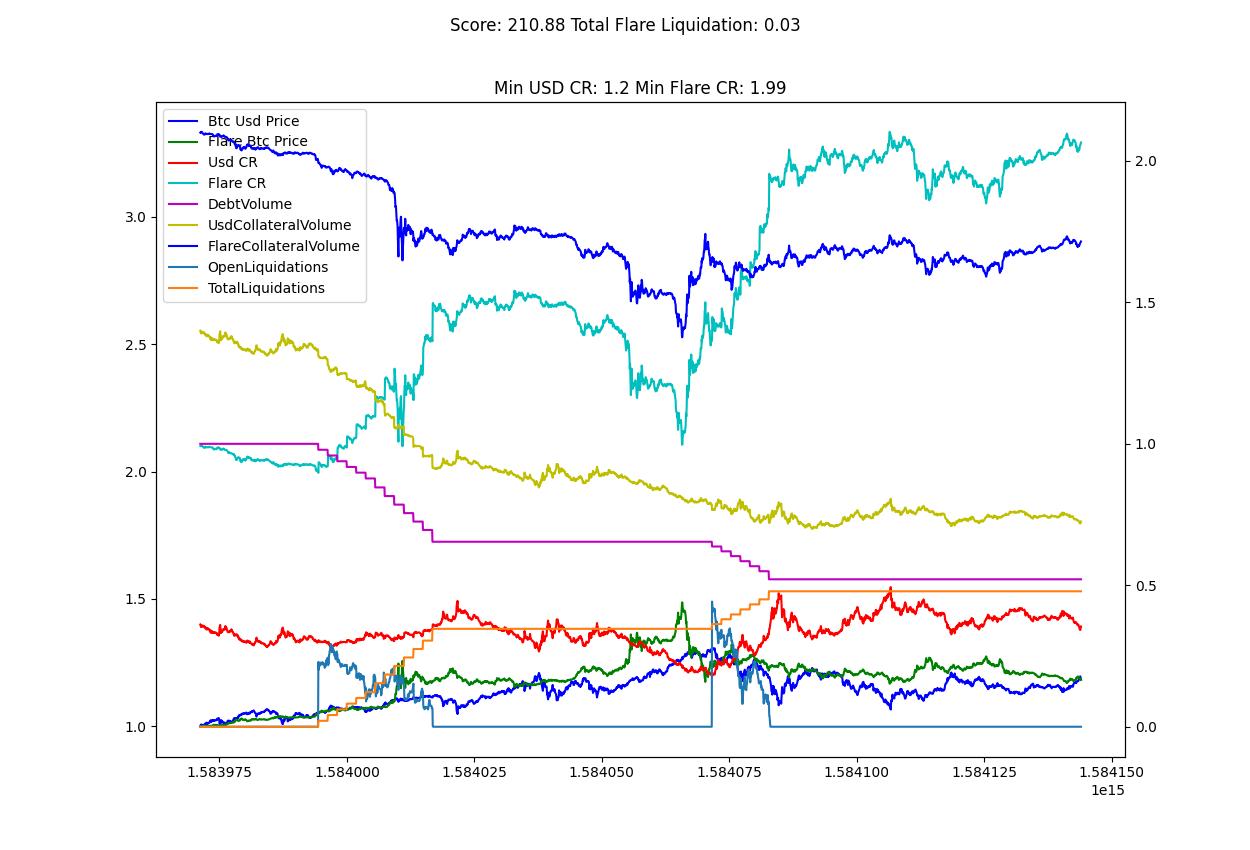 Score: 210.88 Total Flare Liquidation: 0.03
Min USD CR: 1.2 Min Flare CR: 1.99
Btc Usd Price
Flare Btc Price
Usd CR
Flare CR
DebtVolume
UsdCollateralVolume
FlareCollateralVolume
OpenLiquidations
TotalLiquidations
3.0
2.5
2.0
1.5
1.0
2.0
1.5
1.0
0.5
0.0
1.583975 1.584000 1.584025 1.584050 1.584075 1.584100 1.584125 1.584150
1e15